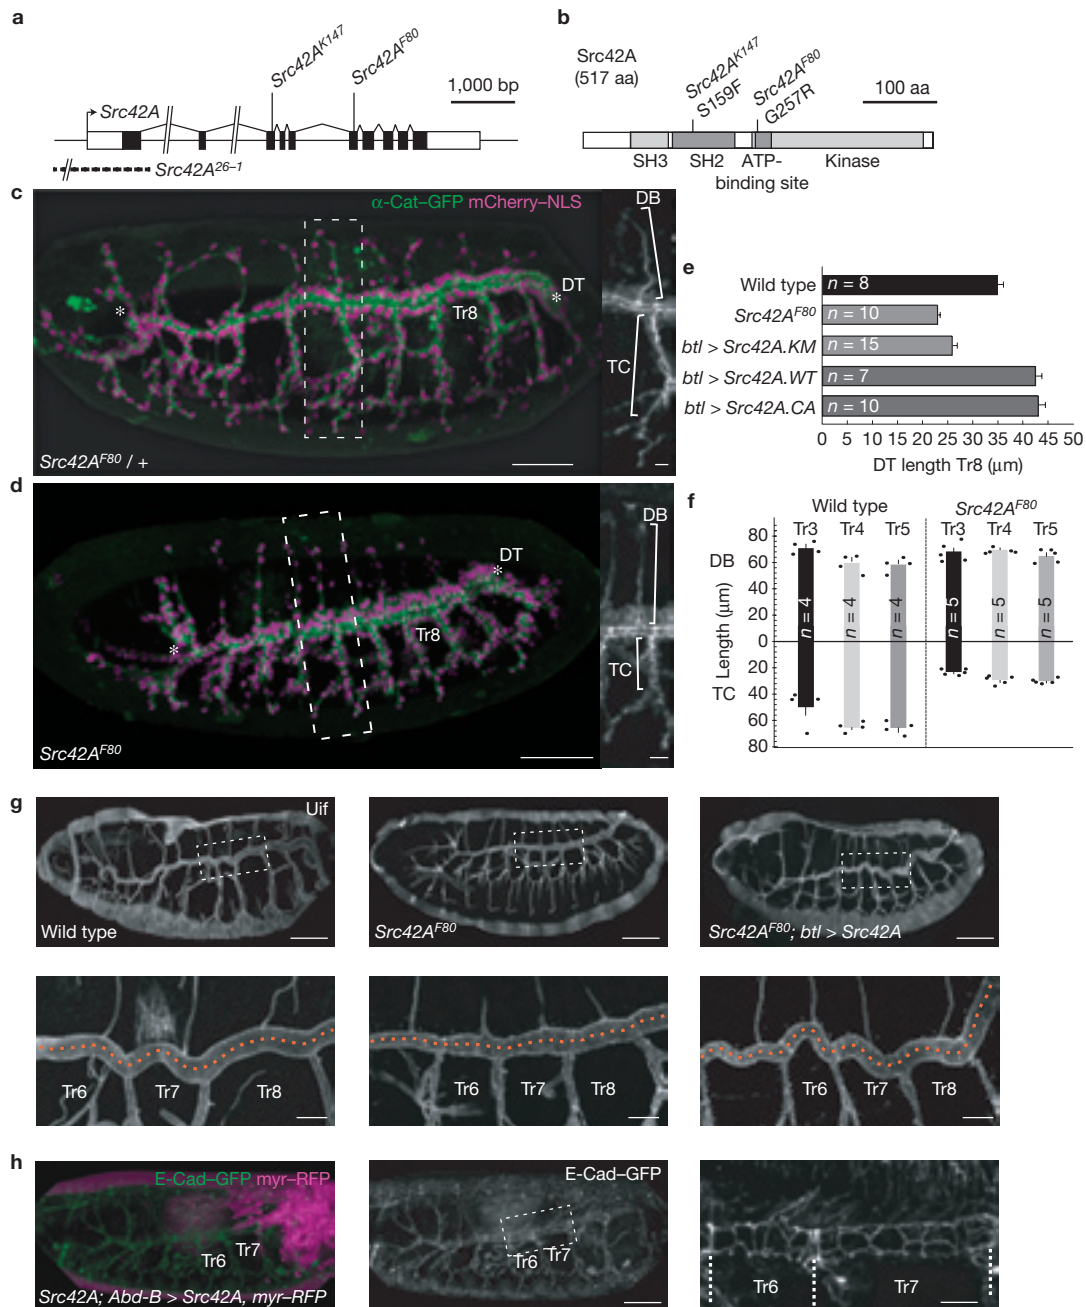 a
Src42A^K147
Src42A^F80
1,000 bp
Src42A
Src42A^26–1
b
Src42A
(517 aa)
Src42A^K147
S159F
Src42A^F80
G257R
100 aa
SH3
SH2
ATP-
binding site
Kinase
c
α-Cat–GFP mCherry–NLS
DT
*
*
Tr8
Src42A^F80 / +
DB
TC
d
DT
*
*
Tr8
Src42A^F80
DB
TC
e
Wild type
n = 8
Src42A^F80
n = 10
btl > Src42A.KM
n = 15
btl > Src42A.WT
n = 7
btl > Src42A.CA
n = 10
0 5 10 15 20 25 30 35 40 45 50
DT length Tr8 (μm)
f
Wild type
Src42A^F80
Tr3 Tr4 Tr5 Tr3 Tr4 Tr5
80
60
40
20
0
20
40
60
80
DB
Length (μm)
TC
n = 4
n = 4
n = 4
n = 5
n = 5
n = 5
g
Uif
Wild type
Src42A^F80
Src42A^F80; btl > Src42A
Tr6 Tr7 Tr8
Tr6 Tr7 Tr8
Tr6 Tr7 Tr8
h
E-Cad–GFP myr–RFP
Tr6 Tr7
Src42A; Abd-B > Src42A, myr–RFP
E-Cad–GFP
Tr6 Tr7
Tr6 Tr7